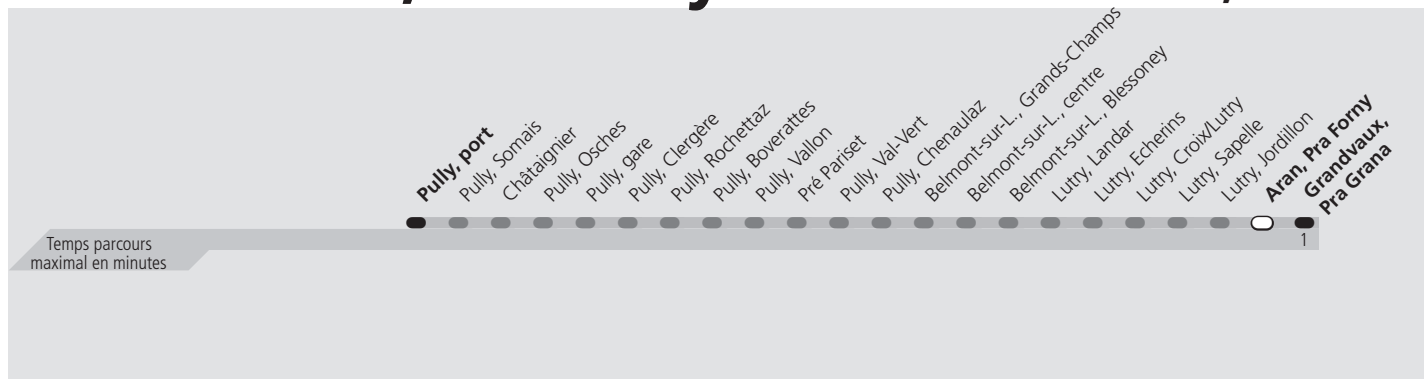 Pully, port
Pully, Somais
Châtaignier
Pully, Osches
Pully, gare
Pully, Clergère
Pully, Rochettaz
Pully, Boverattes
Pully, Vallon
Pré Pariset
Pully, Val-Vert
Pully, Chenaulaz
Belmont-sur-L., Grands-Champs
Belmont-sur-L., centre
Belmont-sur-L., Blessoney
Lutry, Landar
Lutry, Echerins
Lutry, Croix/Lutry
Lutry, Sapelle
Lutry, Jordillon
Aran, Pra Forny
Grandvaux,
Pra Grana
Temps parcours
maximal en minutes
1